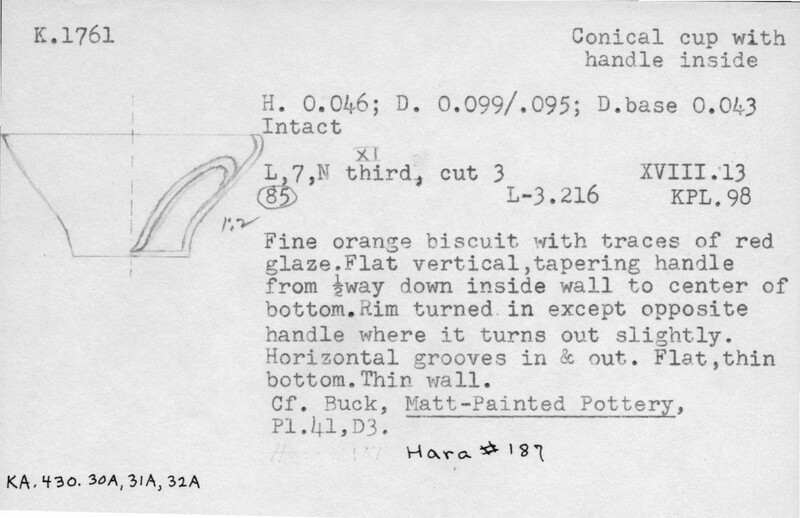 K.1761
Conical cup with
handle inside
H. 0.046; D. 0.099/.095; D.base 0.043
Intact
XI
L,7,N third, cut 3 XVIII.13
85 L-3.216 KPL.98
1:2
Fine orange biscuit with traces of red
glaze.Flat vertical,tapering handle
from ½way down inside wall to center of
bottom.Rim turned in except opposite
handle where it turns out slightly.
Horizontal grooves in & out. Flat,thin
bottom.Thin wall.
Cf. Buck, Matt-Painted Pottery,
Pl.41,D3.
Hara # 187
Hara # 187
KA.430.30A,31A,32A